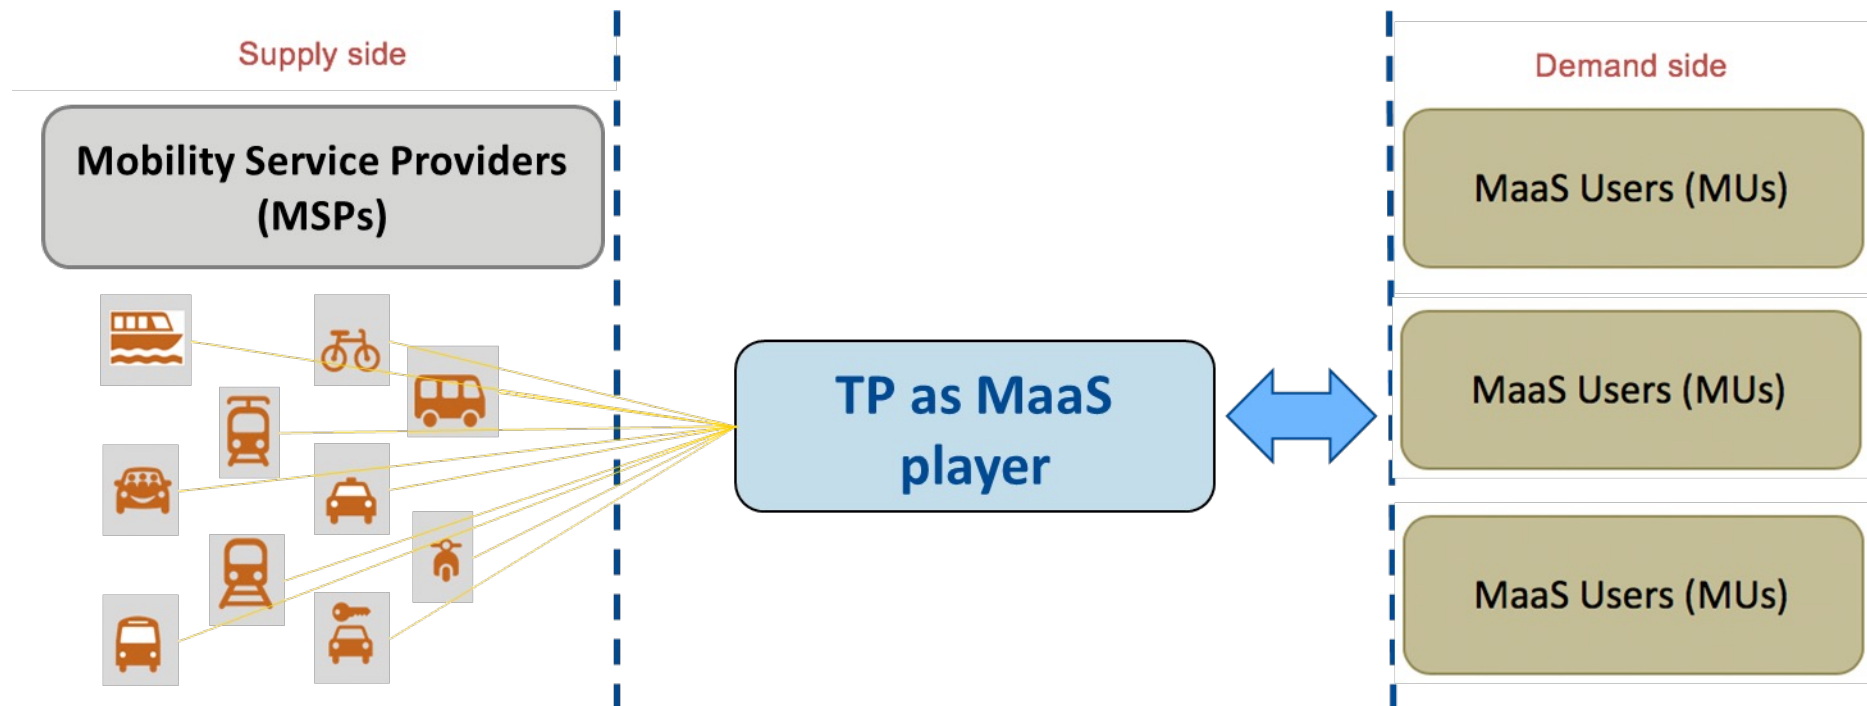 Supply side
Mobility Service Providers
(MSPs)
TP as MaaS
player
Demand side
MaaS Users (MUs)
MaaS Users (MUs)
MaaS Users (MUs)